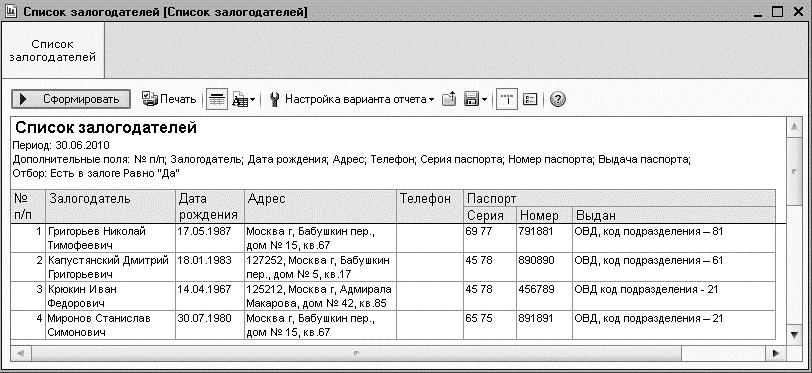 Список залогодателей [Список залогодателей]
Список
залогодателей
Сформировать Печать Настройка варианта отчета
Список залогодателей
Период: 30.06.2010
Дополнительные поля: № п/п; Залогодатель; Дата рождения; Адрес; Телефон; Серия паспорта; Номер паспорта; Выдача паспорта;
Отбор: Есть в залоге Равно "Да"
№ Залогодатель Дата Адрес Телефон Паспорт
п/п рождения Серия Номер Выдан
1 Григорьев Николай 17.05.1987 Москва г, Бабушкин пер., 69 77 791881 ОВД, код подразделения – 81
Тимофеевич дом № 15, кв.67
2 Капустянский Дмитрий 18.01.1983 127252, Москва г, Бабушкин 45 78 890890 ОВД, код подразделения – 61
Григорьевич пер., дом № 5, кв.17
3 Крюкин Иван 14.04.1967 125212, Москва г, Адмирала 45 78 456789 ОВД код подразделения - 21
Федорович Макарова, дом № 42, кв.85
4 Миронов Станислав 30.07.1980 Москва г, Бабушкин пер., 65 75 891891 ОВД, код подразделения – 21
Симонович дом № 15, кв.67